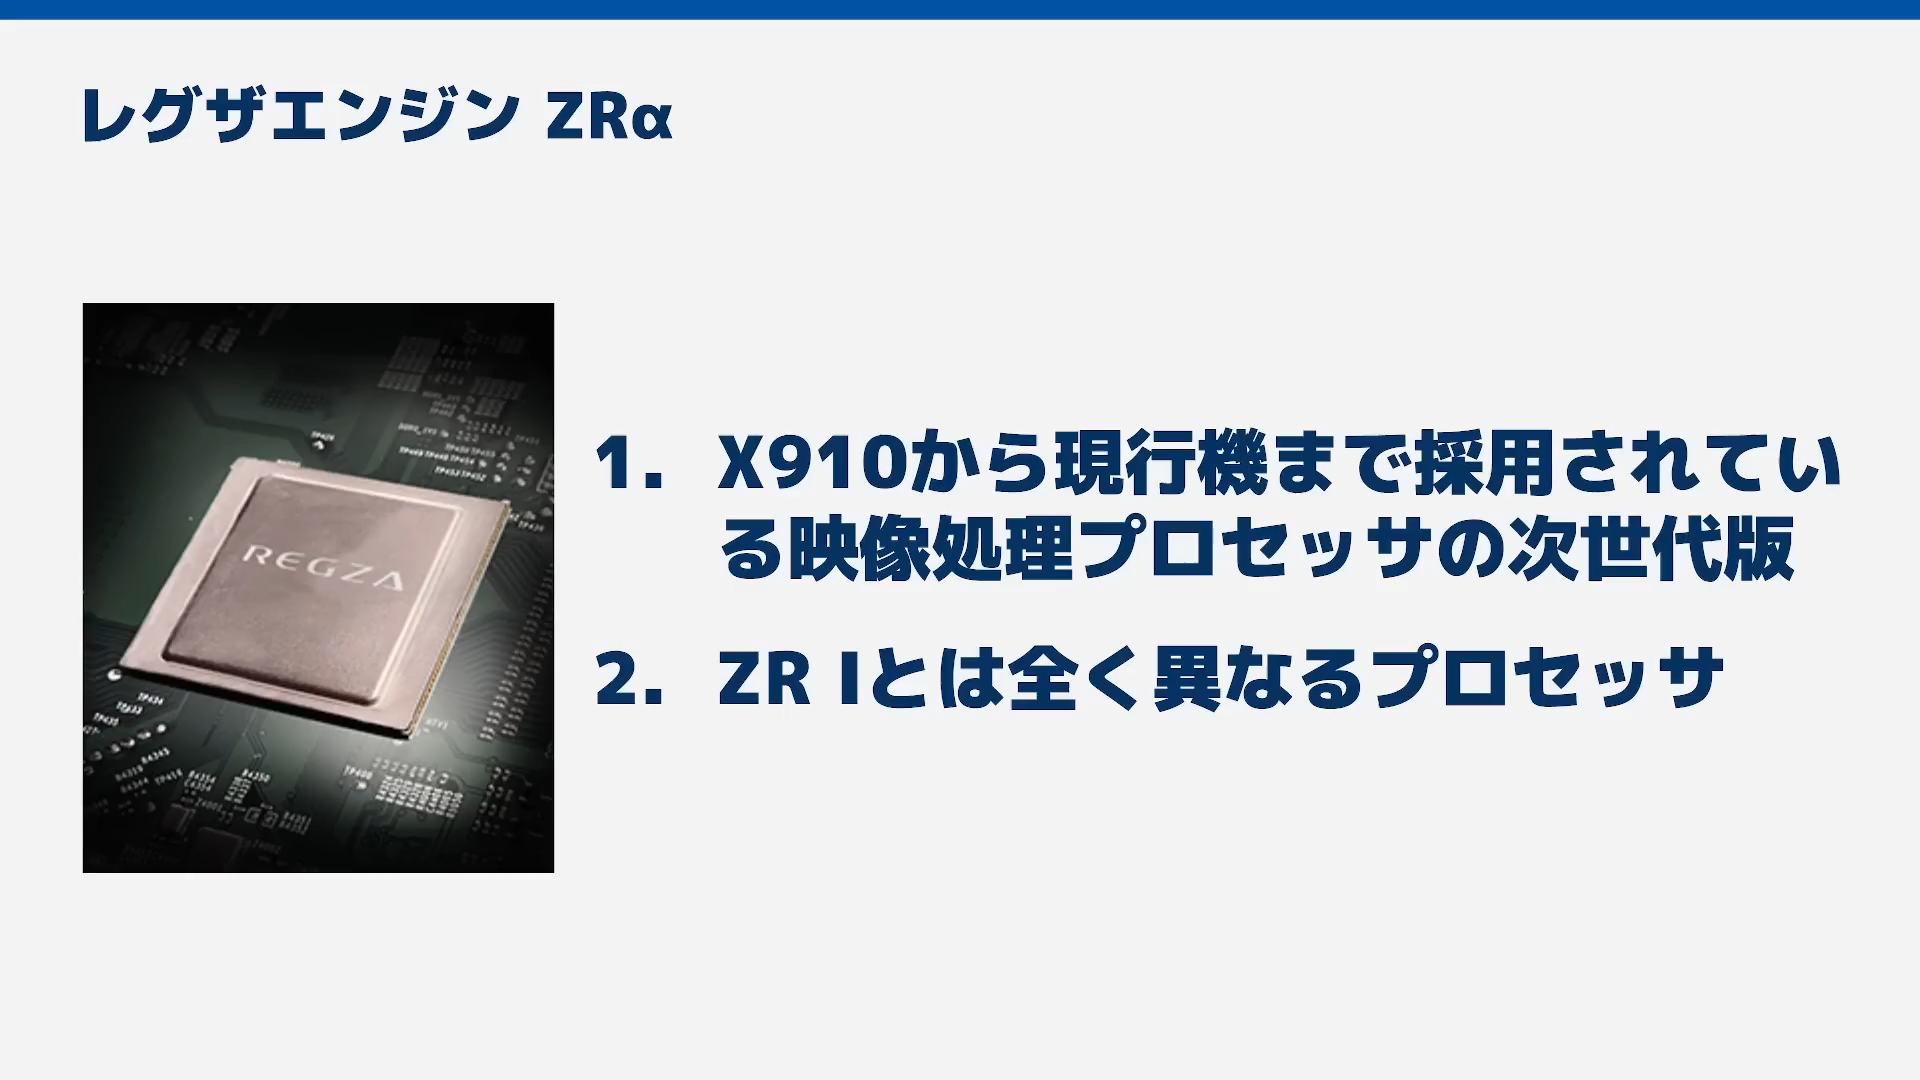 レグザエンジン ZRα
REGZA
1. X910から現行機まで採用されてい
る映像処理プロセッサの次世代版
2. ZR Iとは全く異なるプロセッサ